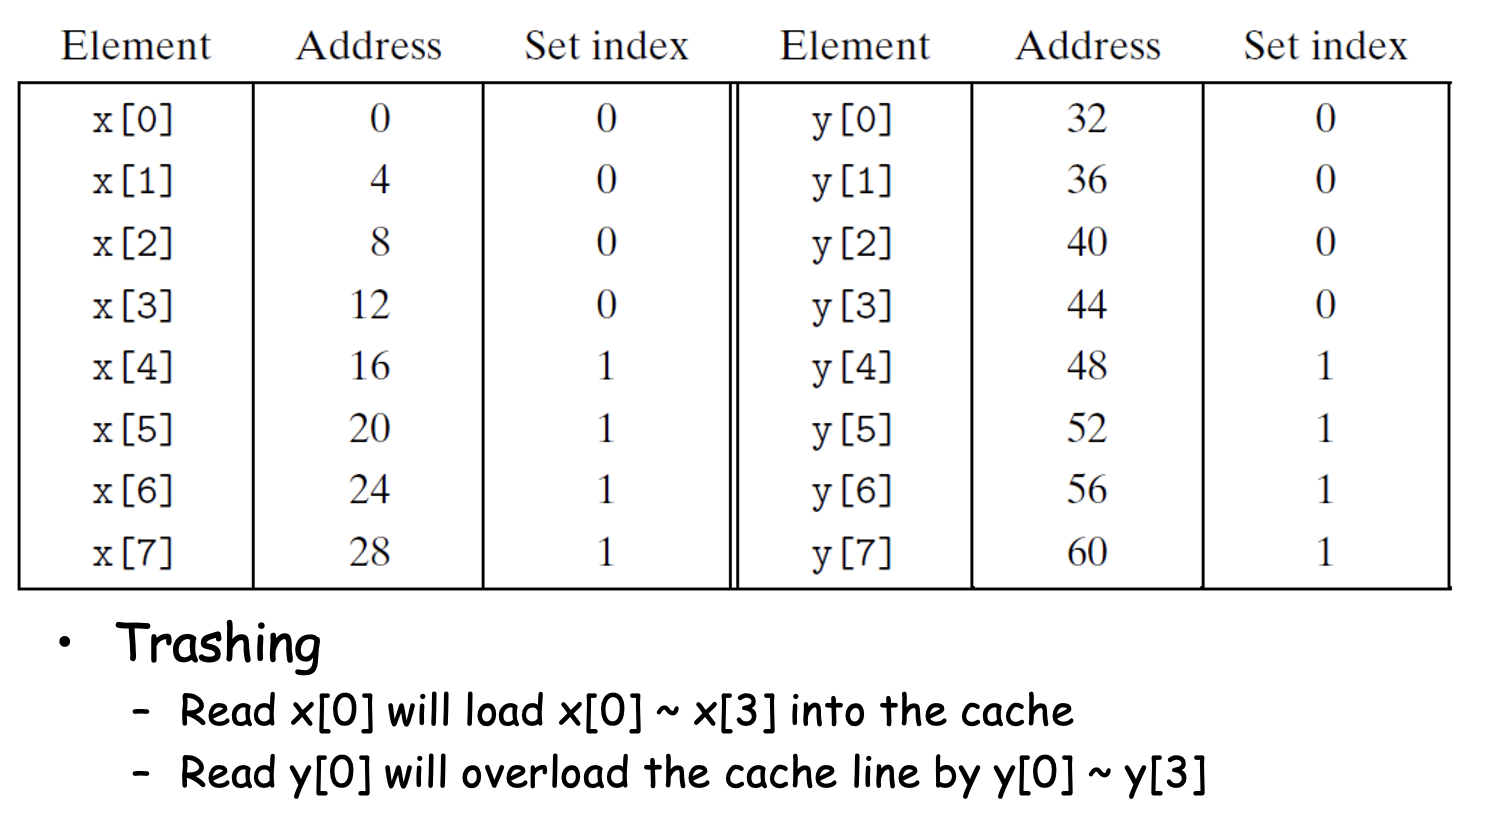 Element Address Set index Element Address Set index
x[0] 0 0 y[0] 32 0
x[1] 4 0 y[1] 36 0
x[2] 8 0 y[2] 40 0
x[3] 12 0 y[3] 44 0
x[4] 16 1 y[4] 48 1
x[5] 20 1 y[5] 52 1
x[6] 24 1 y[6] 56 1
x[7] 28 1 y[7] 60 1
• Trashing
– Read x[0] will load x[0] ~ x[3] into the cache
– Read y[0] will overload the cache line by y[0] ~ y[3]